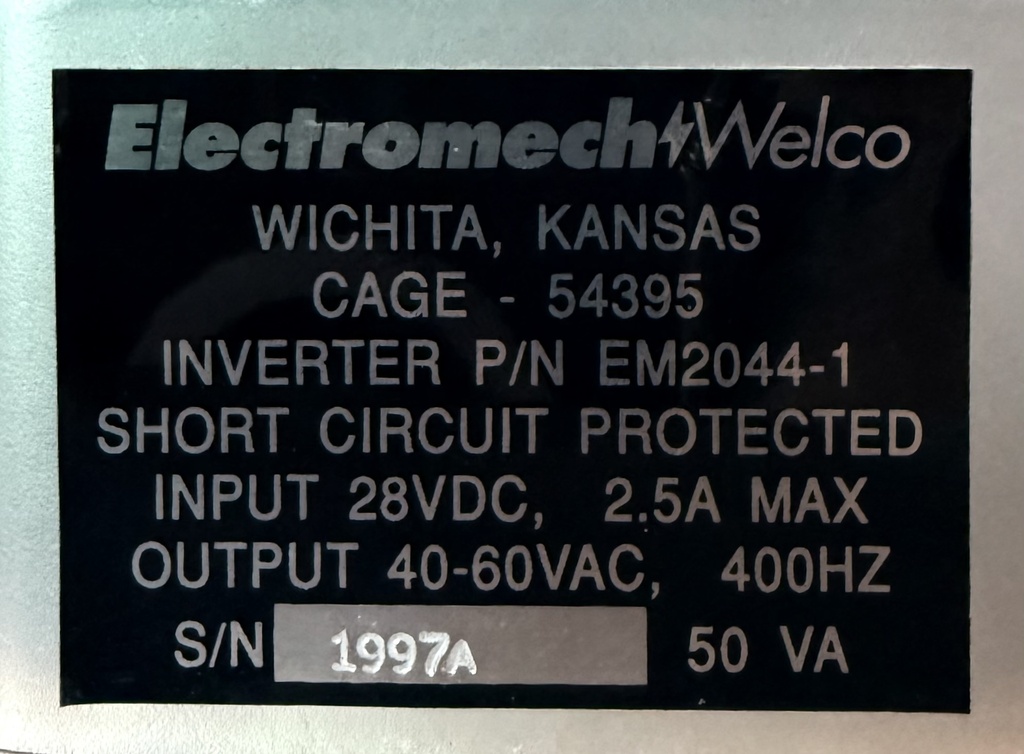 Electromech Welco
WICHITA, KANSAS
CAGE - 54395
INVERTER P/N EM2044-1
SHORT CIRCUIT PROTECTED
INPUT 28VDC, 2.5A MAX
OUTPUT 40-60VAC, 400HZ
S/N 1997A 50 VA